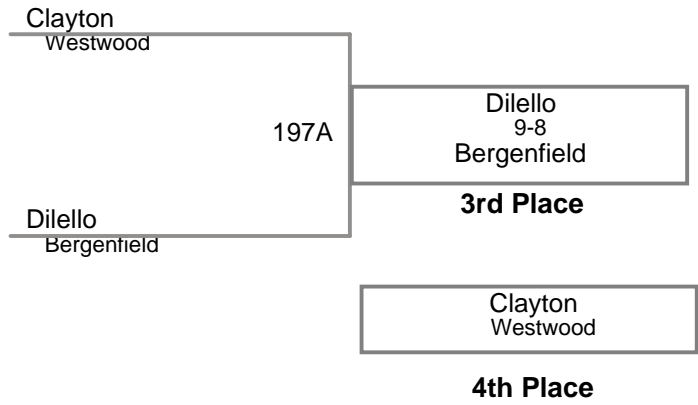 Clayton
Westwood
197A
Dilello
9-8
Bergenfield
3rd Place
Dilello
Bergenfield
Clayton
Westwood
4th Place